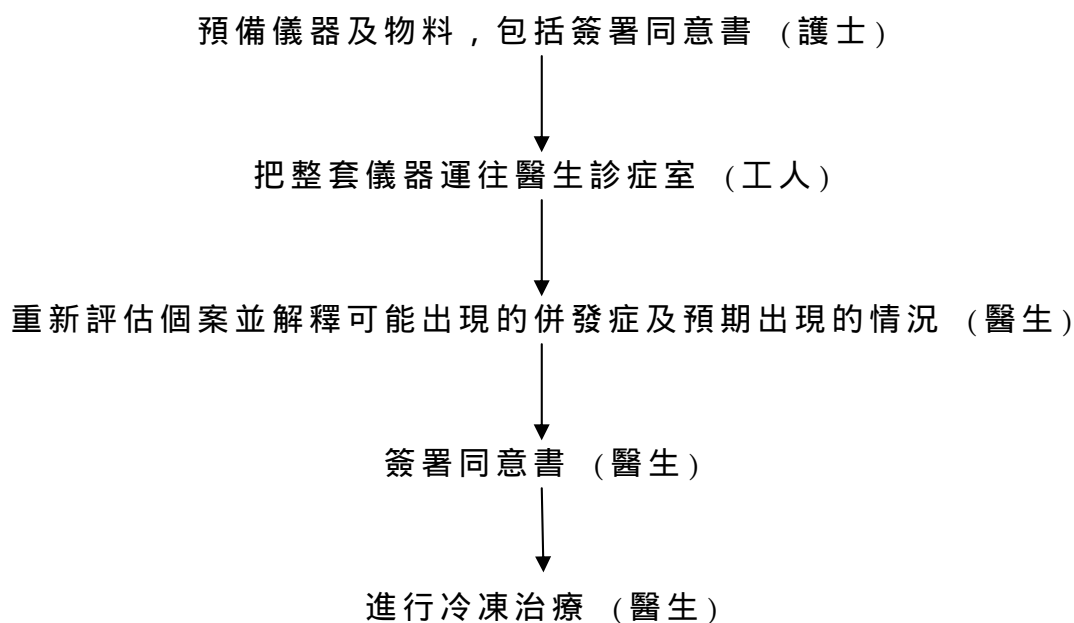 預備儀器及物料，包括簽署同意書 (護士)
把整套儀器運往醫生診症室 (工人)
重新評估個案並解釋可能出現的併發症及預期出現的情況 (醫生)
簽署同意書 (醫生)
進行冷凍治療 (醫生)